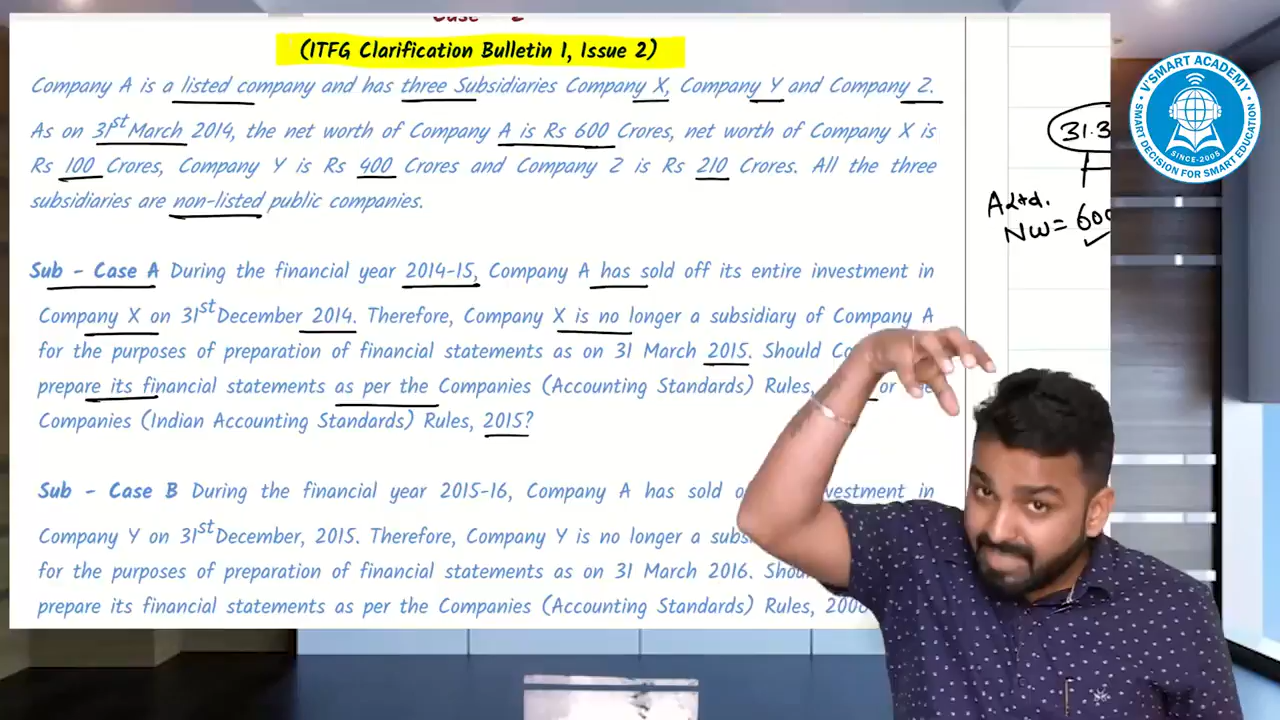 (ITFG Clarification Bulletin 1, Issue 2)
Company A is a listed company and has three Subsidiaries Company X, Company Y and Company Z.
As on 31st March 2014, the net worth of Company A is Rs 600 Crores, net worth of Company X is
Rs 100 Crores, Company Y is Rs 400 Crores and Company Z is Rs 210 Crores. All the three
subsidiaries are non-listed public companies.
Sub - Case A During the financial year 2014-15, Company A has sold off its entire investment in
Company X on 31st December 2014. Therefore, Company X is no longer a subsidiary of Company A
for the purposes of preparation of financial statements as on 31 March 2015. Should
prepare its financial statements as per the Companies (Accounting Standards) Rules, or
Companies (Indian Accounting Standards) Rules, 2015?
Sub - Case B During the financial year 2015-16, Company A has sold in
Company Y on 31st December, 2015. Therefore, Company Y is no longer a
for the purposes of preparation of financial statements as on 31 March 2016.
prepare its financial statements as per the Companies (Accounting Standards) Rules,
31.3
A Ltd.
NW = 600
V'SMART ACADEMY
SMART DECISION FOR SMART EDUCATION
SINCE-2005